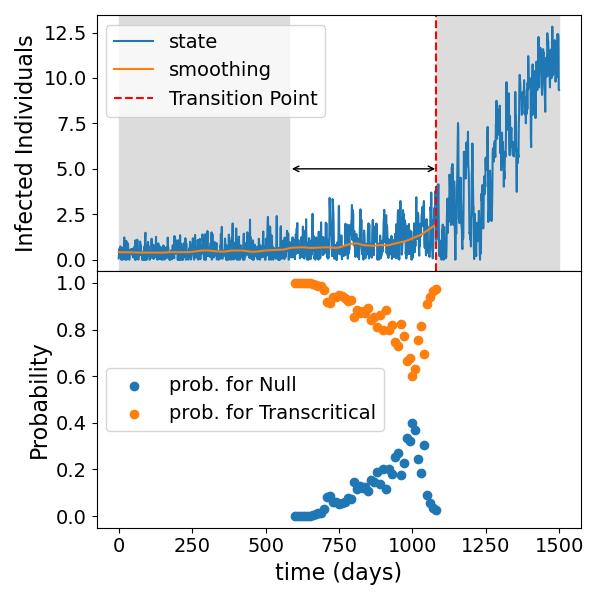 12.5
10.0
7.5
5.0
2.5
0.0
Infected Individuals
state
smoothing
Transition Point
1.0
0.8
0.6
0.4
0.2
0.0
Probability
prob. for Null
prob. for Transcritical
0 250 500 750 1000 1250 1500
time (days)